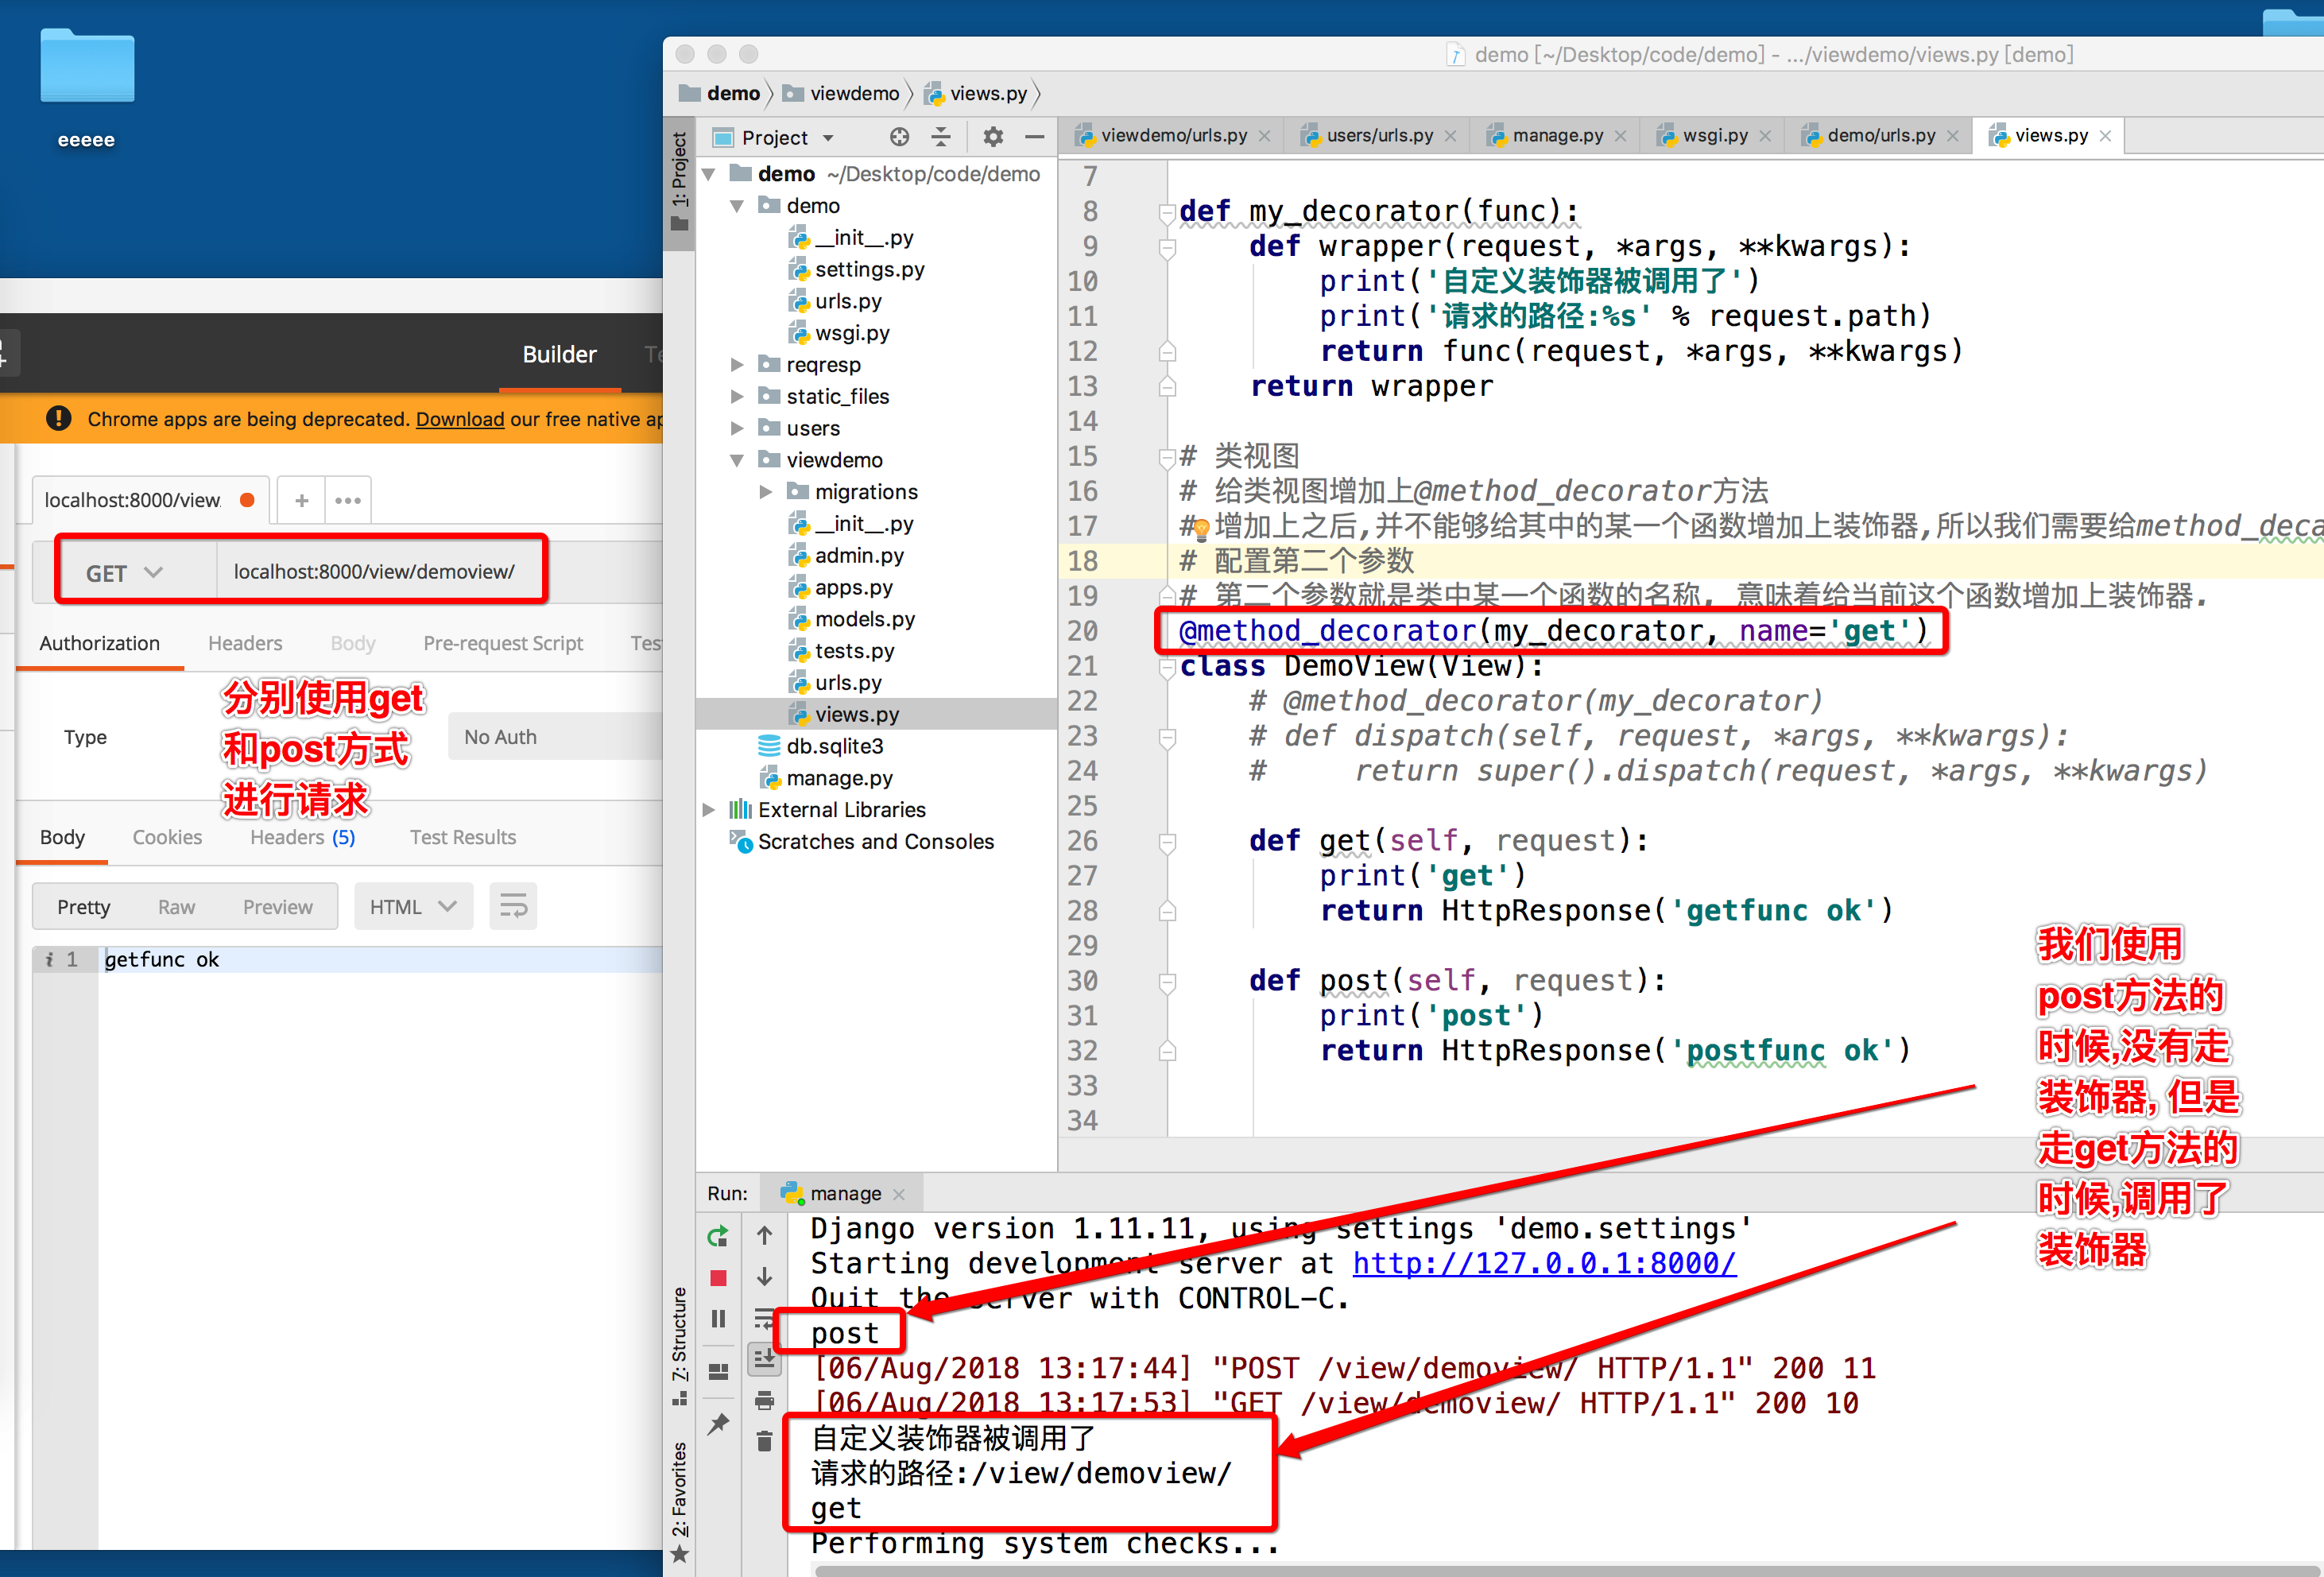 eeeee
demo [~/Desktop/code/demo] - .../viewdemo/views.py [demo]
demo viewdemo views.py
1: Project
Project
viewdemo/urls.py users/urls.py manage.py wsgi.py demo/urls.py views.py
demo ~/Desktop/code/demo
demo
__init__.py
settings.py
urls.py
wsgi.py
reqresp
static_files
users
viewdemo
migrations
__init__.py
admin.py
apps.py
models.py
tests.py
urls.py
views.py
db.sqlite3
manage.py
External Libraries
Scratches and Consoles
7
8 def my_decorator(func):
9 def wrapper(request, *args, **kwargs):
10 print('自定义装饰器被调用了')
11 print('请求的路径:%s' % request.path)
12 return func(request, *args, **kwargs)
13 return wrapper
14
15 # 类视图
16 # 给类视图增加上@method_decorator方法
17 # 增加上之后,并不能够给其中的某一个函数增加上装饰器,所以我们需要给method_deca
18 # 配置第二个参数
19 # 第二个参数就是类中某一个函数的名称, 意味着给当前这个函数增加上装饰器.
20 @method_decorator(my_decorator, name='get')
21 class DemoView(View):
22 # @method_decorator(my_decorator)
23 # def dispatch(self, request, *args, **kwargs):
24 # return super().dispatch(request, *args, **kwargs)
25
26 def get(self, request):
27 print('get')
28 return HttpResponse('getfunc ok')
29
30 def post(self, request):
31 print('post')
32 return HttpResponse('postfunc ok')
33
34
Builder Te
Chrome apps are being deprecated. Download our free native ap
localhost:8000/view. + •••
GET localhost:8000/view/demoview/
Authorization Headers Body Pre-request Script Tes
分别使用get
和post方式
进行请求
Type No Auth
Body Cookies Headers (5) Test Results
Pretty Raw Preview HTML
i 1 getfunc ok
我们使用
post方法的
时候,没有走
装饰器, 但是
走get方法的
时候,调用了
装饰器
Run: manage
7: Structure
2: Favorites
Django version 1.11.11, using settings 'demo.settings'
Starting development server at http://127.0.0.1:8000/
Quit the server with CONTROL-C.
post
[06/Aug/2018 13:17:44] "POST /view/demoview/ HTTP/1.1" 200 11
[06/Aug/2018 13:17:53] "GET /view/demoview/ HTTP/1.1" 200 10
自定义装饰器被调用了
请求的路径:/view/demoview/
get
Performing system checks...